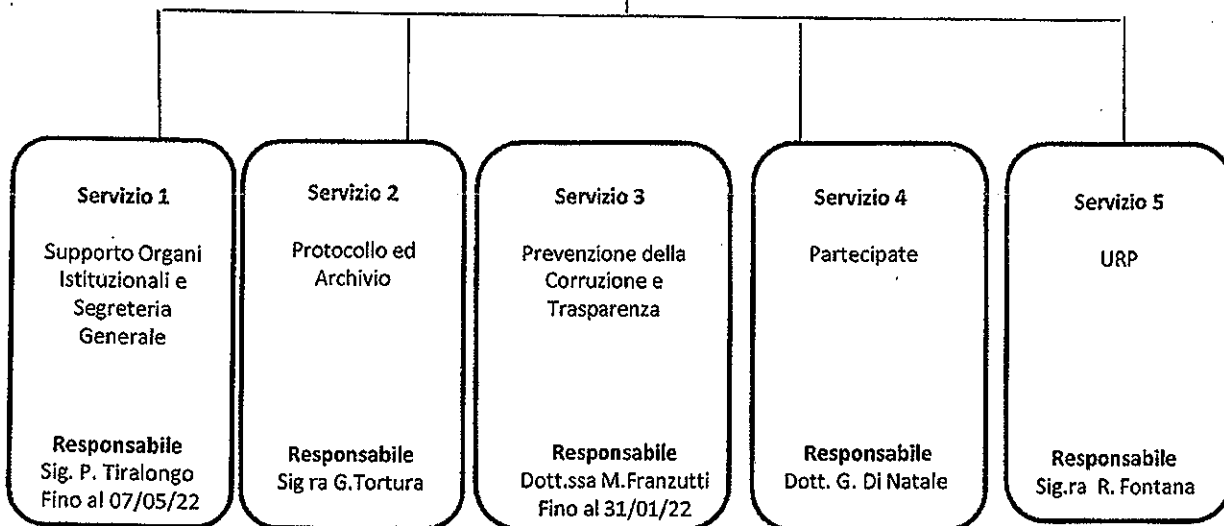 Servizio 1
Supporto Organi
Istituzionali e
Segreteria
Generale
Responsabile
Sig. P. Tiralongo
Fino al 07/05/22
Servizio 2
Protocollo ed
Archivio
Responsabile
Sig ra G.Tortura
Servizio 3
Prevenzione della
Corruzione e
Trasparenza
Responsabile
Dott.ssa M.Franzutti
Fino al 31/01/22
Servizio 4
Partecipate
Responsabile
Dott. G. Di Natale
Servizio 5
URP
Responsabile
Sig.ra R. Fontana